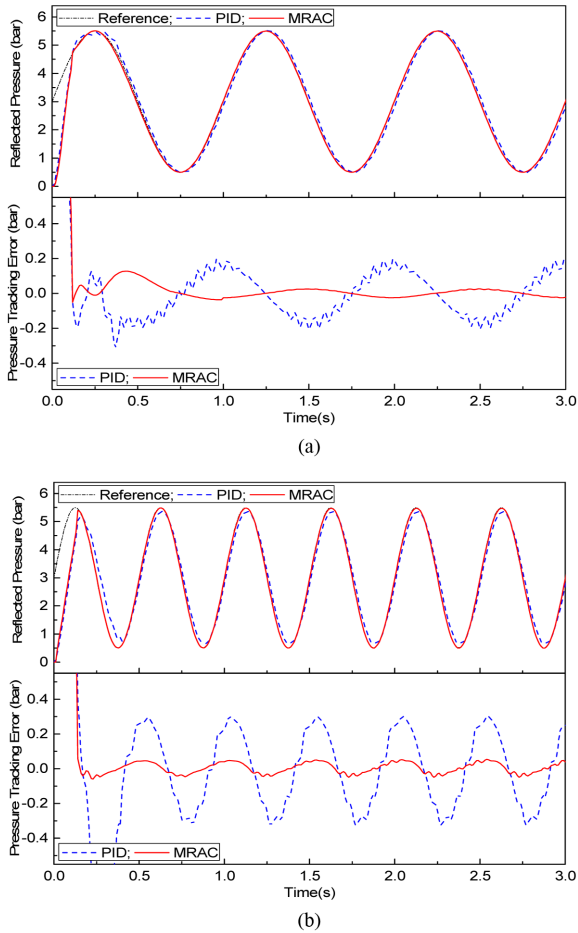 Reference; PID; MRAC
Reflected Pressure (bar)
6
5
4
3
2
1
0
Pressure Tracking Error (bar)
0.4
0.2
0.0
-0.2
-0.4
PID; MRAC
0.0 0.5 1.0 1.5 2.0 2.5 3.0
Time(s)
(a)
Reference; PID; MRAC
Reflected Pressure (bar)
6
5
4
3
2
1
0
Pressure Tracking Error (bar)
0.4
0.2
0.0
-0.2
-0.4
PID; MRAC
0.0 0.5 1.0 1.5 2.0 2.5 3.0
Time(s)
(b)